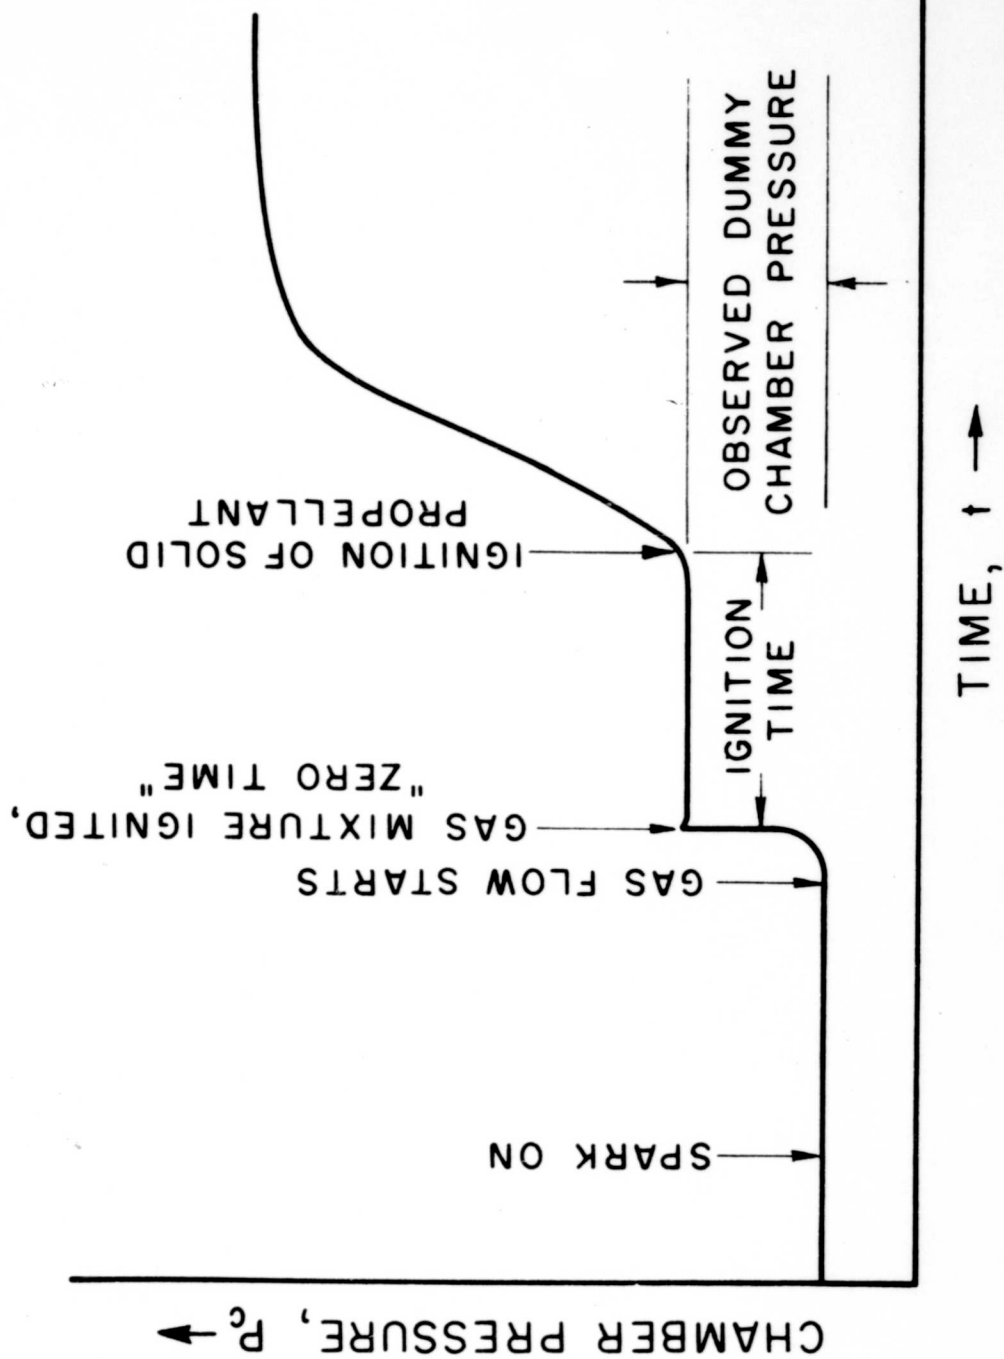 CHAMBER PRESSURE, Pc →
SPARK ON
GAS FLOW STARTS
GAS MIXTURE IGNITED,
"ZERO TIME"
IGNITION OF SOLID
PROPELLANT
IGNITION
TIME
OBSERVED DUMMY
CHAMBER PRESSURE
TIME, t →